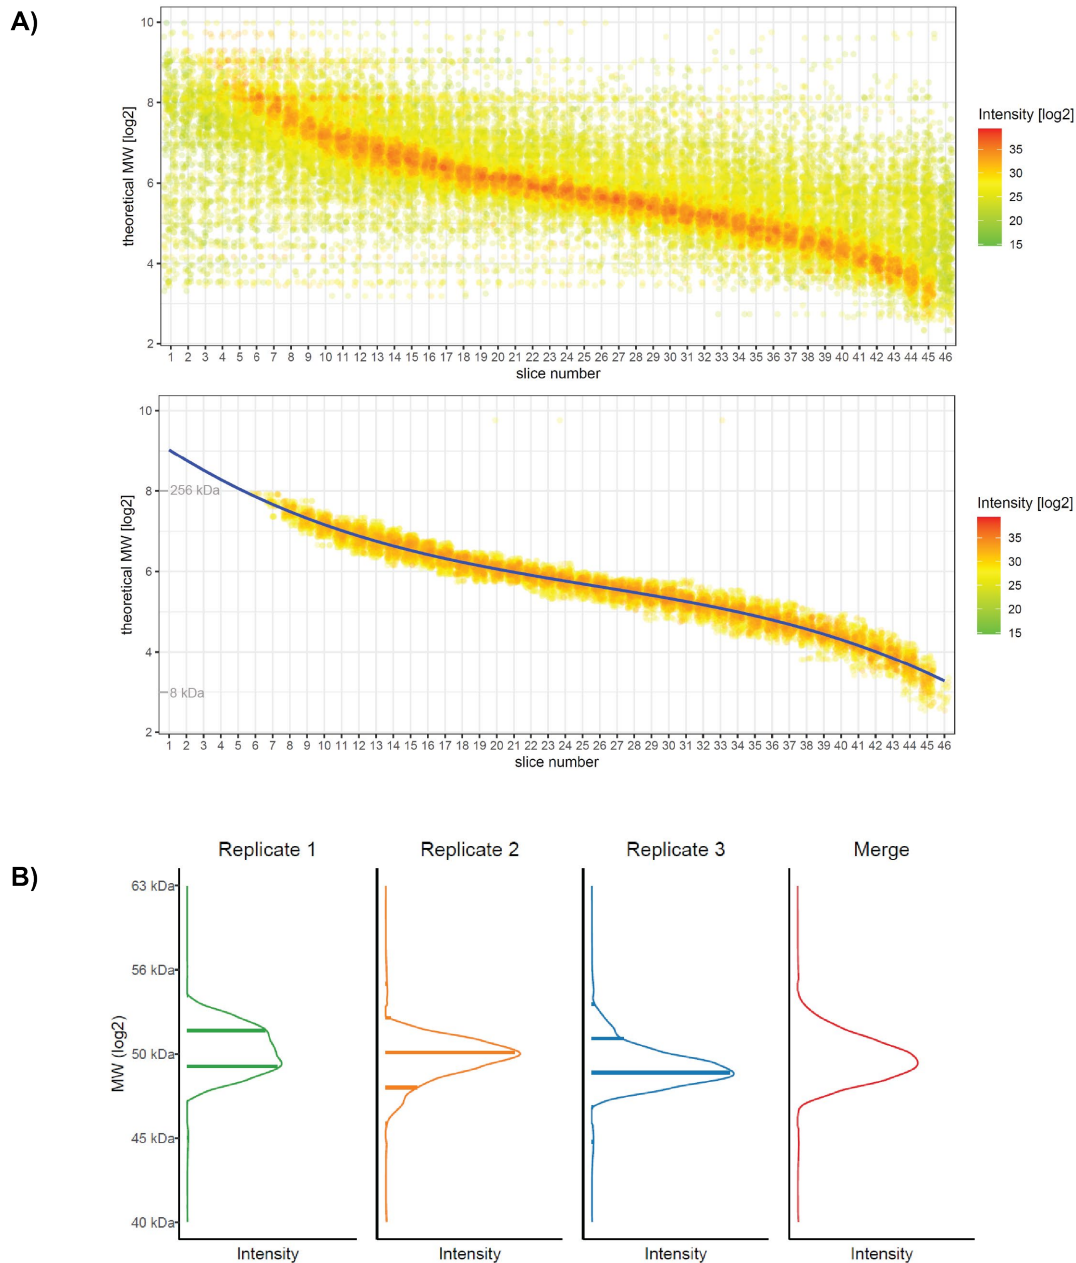 A)
10
8
6
4
2
theoretical MW [log2]
1 2 3 4 5 6 7 8 9 10 11 12 13 14 15 16 17 18 19 20 21 22 23 24 25 26 27 28 29 30 31 32 33 34 35 36 37 38 39 40 41 42 43 44 45 46
slice number
Intensity [log2]
35
30
25
20
15
10
8
6
4
2
theoretical MW [log2]
256 kDa
8 kDa
1 2 3 4 5 6 7 8 9 10 11 12 13 14 15 16 17 18 19 20 21 22 23 24 25 26 27 28 29 30 31 32 33 34 35 36 37 38 39 40 41 42 43 44 45 46
slice number
Intensity [log2]
35
30
25
20
15
B)
Replicate 1 Replicate 2 Replicate 3 Merge
63 kDa
56 kDa
50 kDa
45 kDa
40 kDa
MW (log2)
Intensity Intensity Intensity Intensity